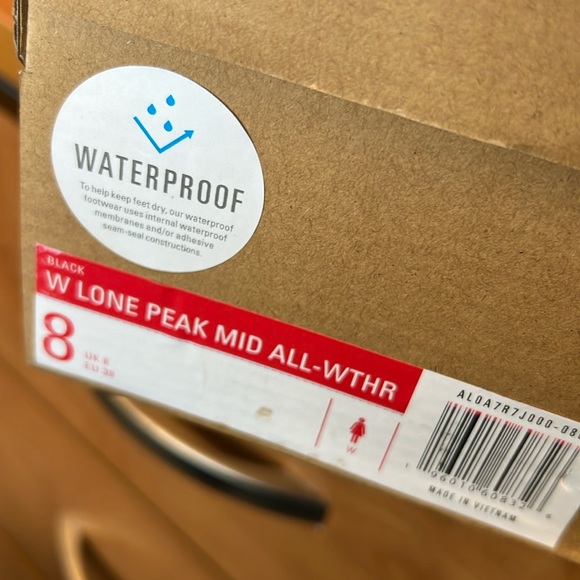 WATERPROOF
To help keep feet dry, our waterproof
footwear uses internal waterproof
membranes and/or adhesive
seam-seal constructions.
BLACK
W LONE PEAK MID ALL-WTHR
8
UK 6
EU 39
W
AL0A7R7J000-080
MADE IN VIETNAM